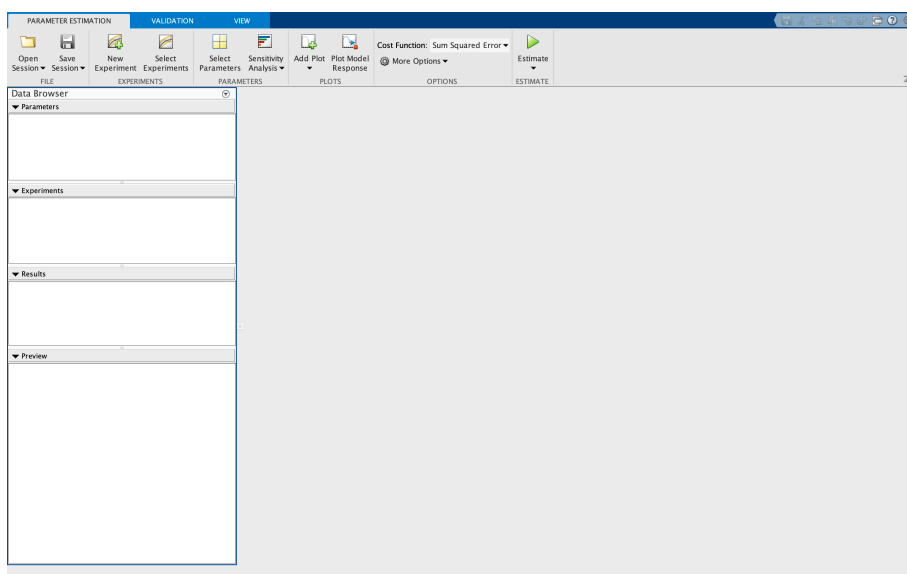 PARAMETER ESTIMATION VALIDATION VIEW
Open Session Save Session New Experiment Select Experiments Select Parameters Sensitivity Analysis Add Plot Plot Model Response Cost Function: Sum Squared Error Estimate
More Options
FILE EXPERIMENTS PARAMETERS PLOTS OPTIONS ESTIMATE
Data Browser
Parameters
Experiments
Results
Preview